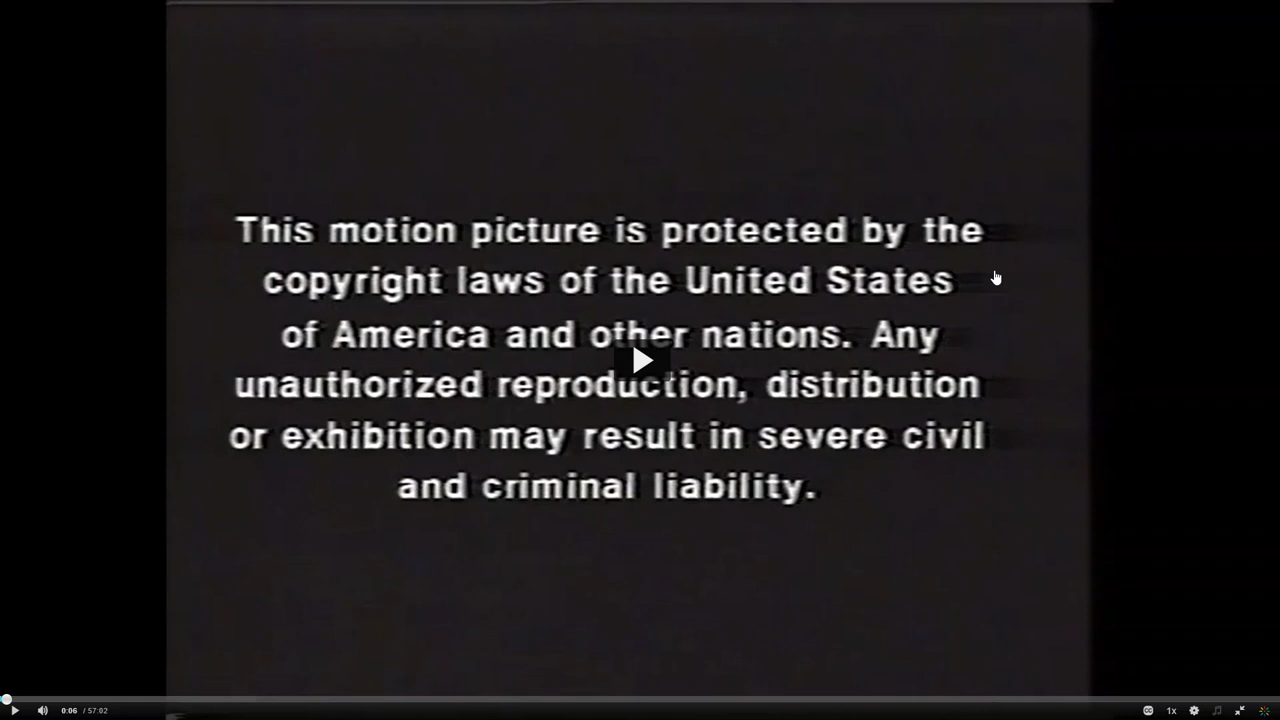 This motion picture is protected by the
copyright laws of the United States
of America and other nations. Any
unauthorized reproduction, distribution
or exhibition may result in severe civil
and criminal liability.
0:06 / 57:02
CC
1x